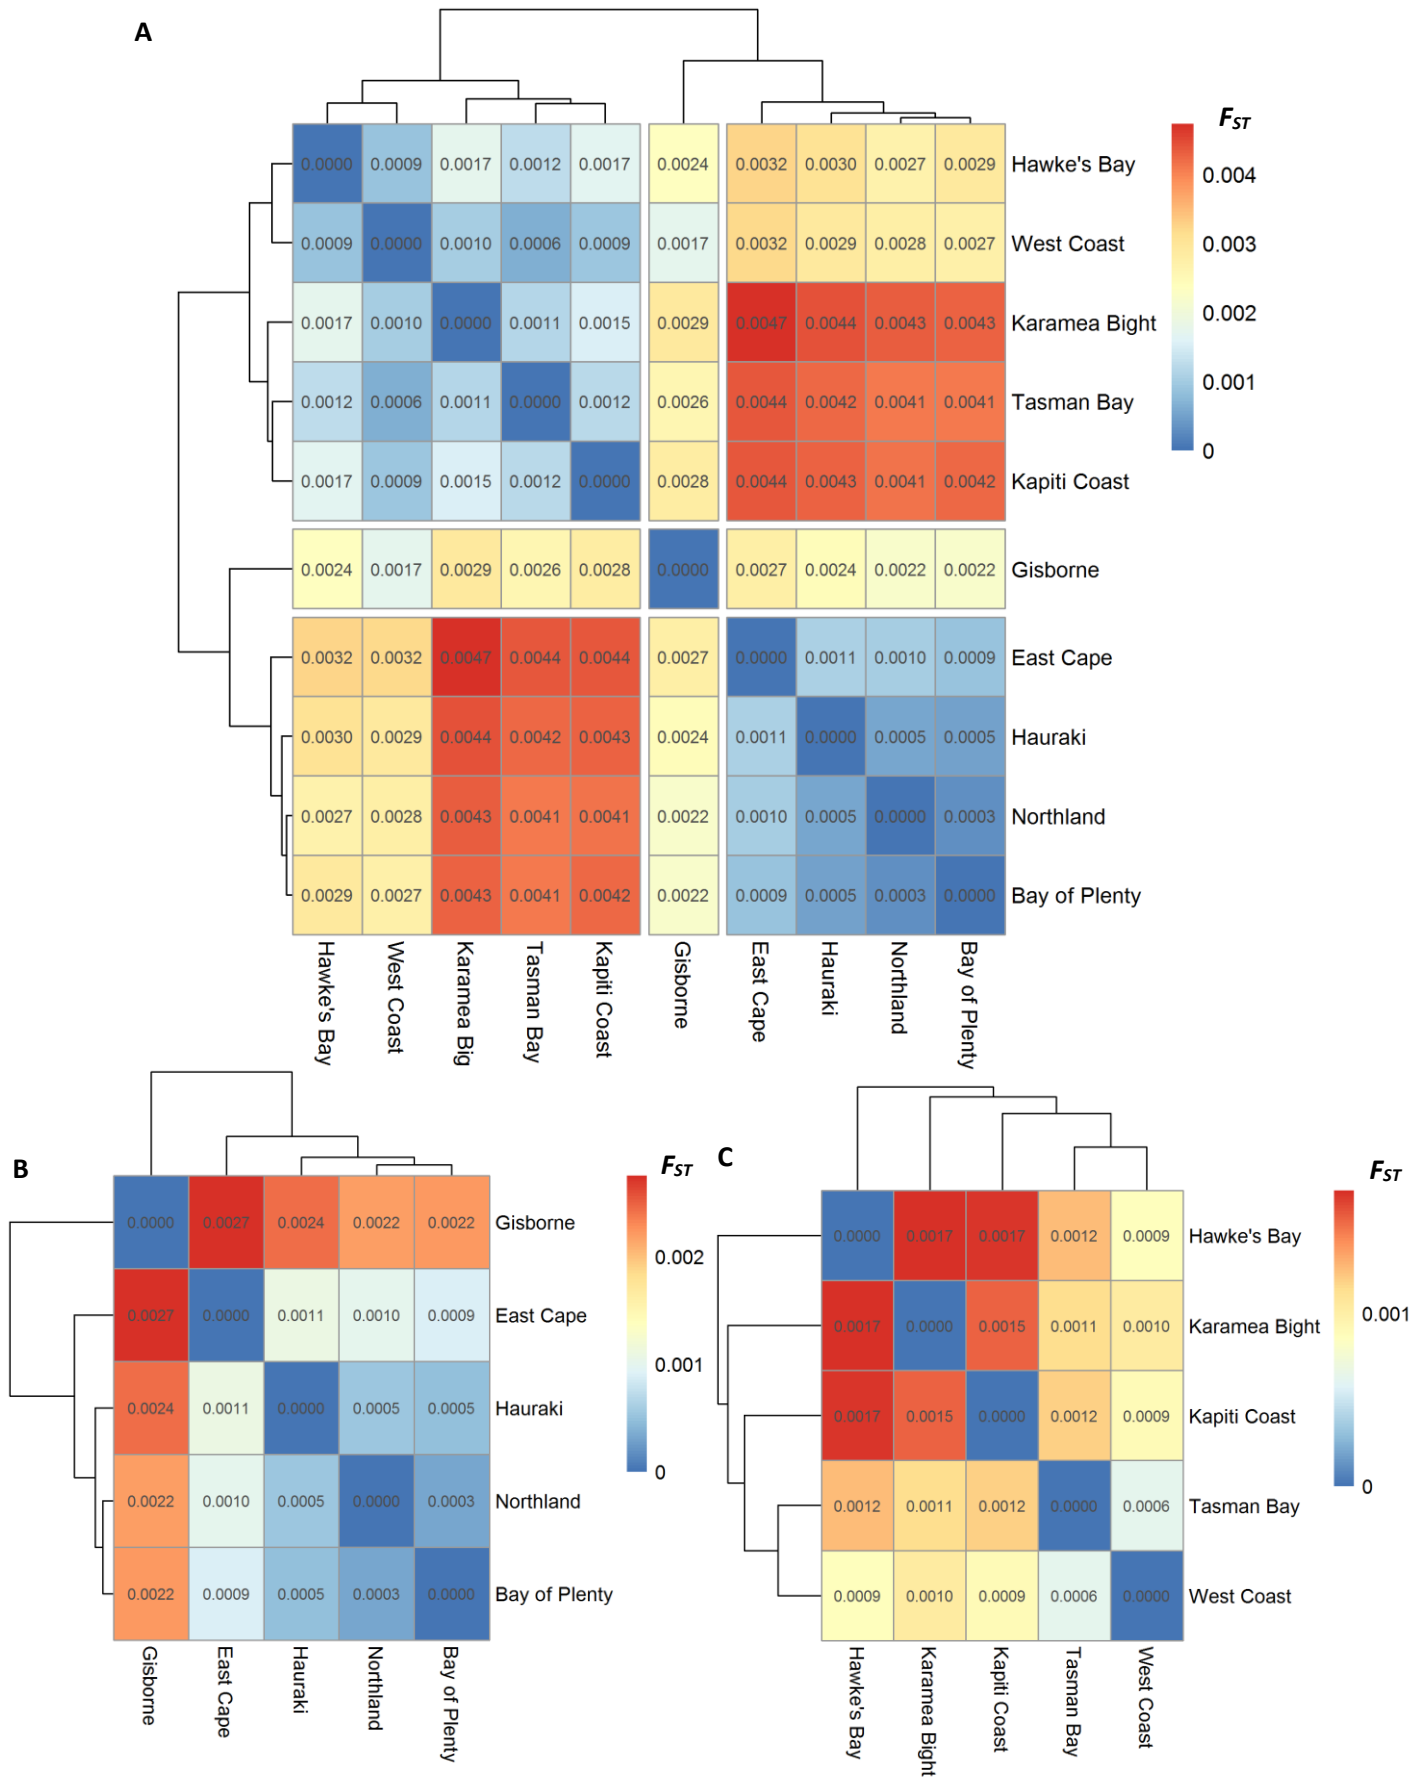 A
F_ST
0.0000 0.0009 0.0017 0.0012 0.0017 0.0024 0.0032 0.0030 0.0027 0.0029 Hawke's Bay
0.004
0.0009 0.0000 0.0010 0.0006 0.0009 0.0017 0.0032 0.0029 0.0028 0.0027 West Coast
0.003
0.0017 0.0010 0.0000 0.0011 0.0015 0.0029 0.0047 0.0044 0.0043 0.0043 Karamea Bight
0.002
0.001
0.0012 0.0006 0.0011 0.0000 0.0012 0.0026 0.0044 0.0042 0.0041 0.0041 Tasman Bay
0
0.0017 0.0009 0.0015 0.0012 0.0000 0.0028 0.0044 0.0043 0.0041 0.0042 Kapiti Coast
0.0024 0.0017 0.0029 0.0026 0.0028 0.0000 0.0027 0.0024 0.0022 0.0022 Gisborne
0.0032 0.0032 0.0047 0.0044 0.0044 0.0027 0.0000 0.0011 0.0010 0.0009 East Cape
0.0030 0.0029 0.0044 0.0042 0.0043 0.0024 0.0011 0.0000 0.0005 0.0005 Hauraki
0.0027 0.0028 0.0043 0.0041 0.0041 0.0022 0.0010 0.0005 0.0000 0.0003 Northland
0.0029 0.0027 0.0043 0.0041 0.0042 0.0022 0.0009 0.0005 0.0003 0.0000 Bay of Plenty
Hawke's Bay
West Coast
Karamea Big
Tasman Bay
Kapiti Coast
Gisborne
East Cape
Hauraki
Northland
Bay of Plenty
B
F_ST
0.0000 0.0027 0.0024 0.0022 0.0022 Gisborne
0.002
0.0027 0.0000 0.0011 0.0010 0.0009 East Cape
0.001
0.0024 0.0011 0.0000 0.0005 0.0005 Hauraki
0
0.0022 0.0010 0.0005 0.0000 0.0003 Northland
0.0022 0.0009 0.0005 0.0003 0.0000 Bay of Plenty
Gisborne
East Cape
Hauraki
Northland
Bay of Plenty
C
F_ST
0.0000 0.0017 0.0017 0.0012 0.0009 Hawke's Bay
0.001
0.0017 0.0000 0.0015 0.0011 0.0010 Karamea Bight
0.0017 0.0015 0.0000 0.0012 0.0009 Kapiti Coast
0
0.0012 0.0011 0.0012 0.0000 0.0006 Tasman Bay
0.0009 0.0010 0.0009 0.0006 0.0000 West Coast
Hawke's Bay
Karamea Bight
Kapiti Coast
Tasman Bay
West Coast